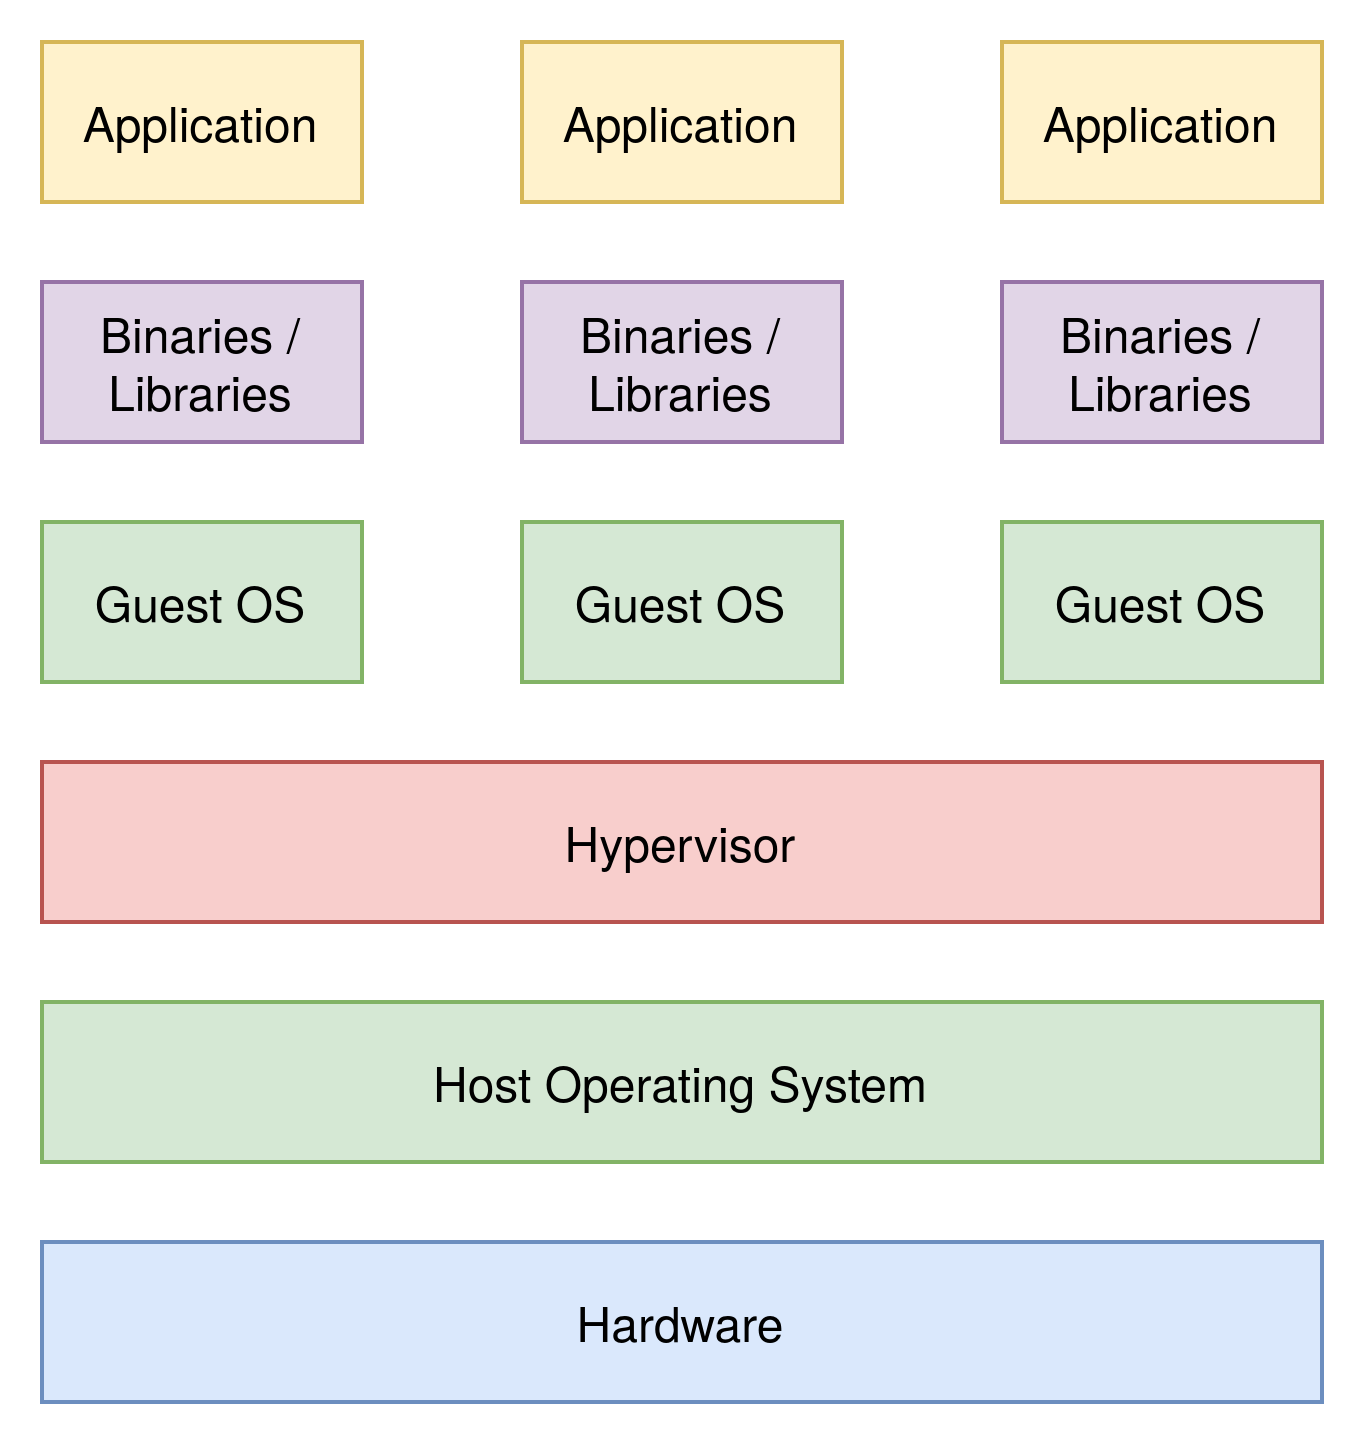 Application
Application
Application
Binaries /
Libraries
Binaries /
Libraries
Binaries /
Libraries
Guest OS
Guest OS
Guest OS
Hypervisor
Host Operating System
Hardware